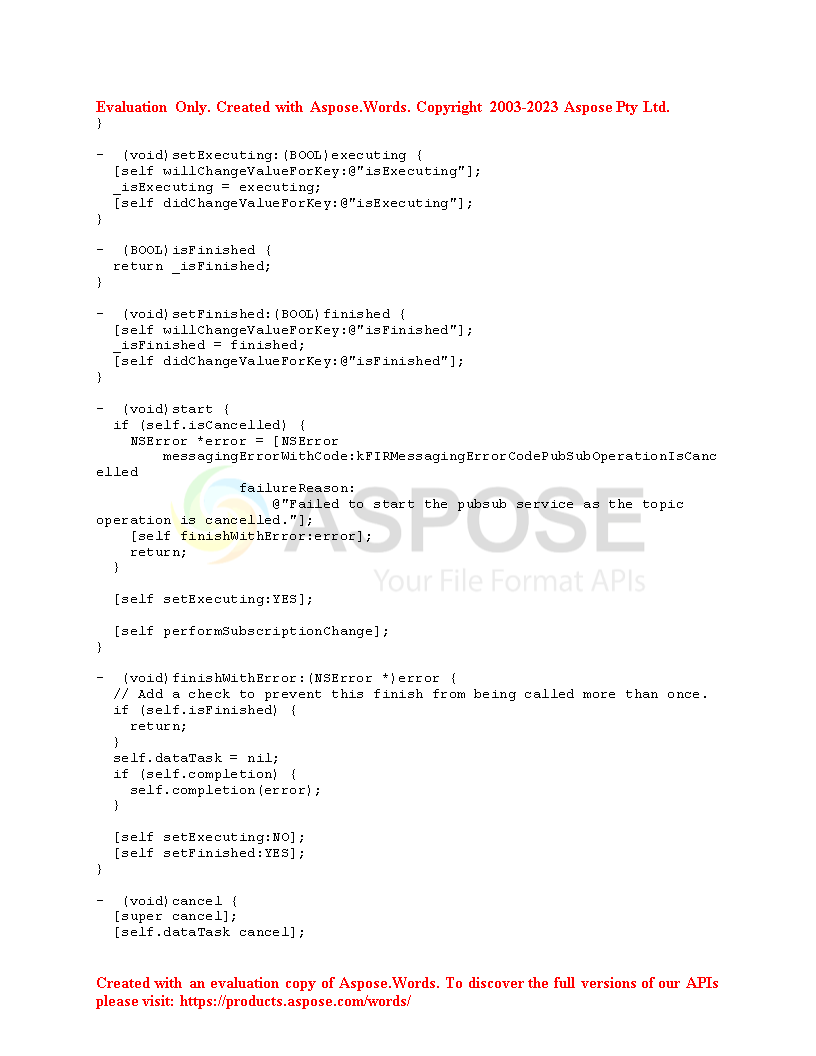 Evaluation Only. Created with Aspose.Words. Copyright 2003-2023 Aspose Pty Ltd.
}
- (void)setExecuting:(BOOL)executing {
[self willChangeValueForKey:@"isExecuting"];
_isExecuting = executing;
[self didChangeValueForKey:@"isExecuting"];
}
- (BOOL)isFinished {
return _isFinished;
}
- (void)setFinished:(BOOL)finished {
[self willChangeValueForKey:@"isFinished"];
_isFinished = finished;
[self didChangeValueForKey:@"isFinished"];
}
- (void)start {
if (self.isCancelled) {
NSError *error = [NSError
messagingErrorWithCode:kFIRMessagingErrorCodePubSubOperationIsCanc
elled
failureReason:
@"Failed to start the pubsub service as the topic
operation is cancelled."];
[self finishWithError:error];
return;
}
ASPOSE
Your File Format APIs
[self setExecuting:YES];
[self performSubscriptionChange];
}
- (void)finishWithError:(NSError *)error {
// Add a check to prevent this finish from being called more than once.
if (self.isFinished) {
return;
}
self.dataTask = nil;
if (self.completion) {
self.completion(error);
}
[self setExecuting:NO];
[self setFinished:YES];
}
- (void)cancel {
[super cancel];
[self.dataTask cancel];
Created with an evaluation copy of Aspose.Words. To discover the full versions of our APIs
please visit: https://products.aspose.com/words/